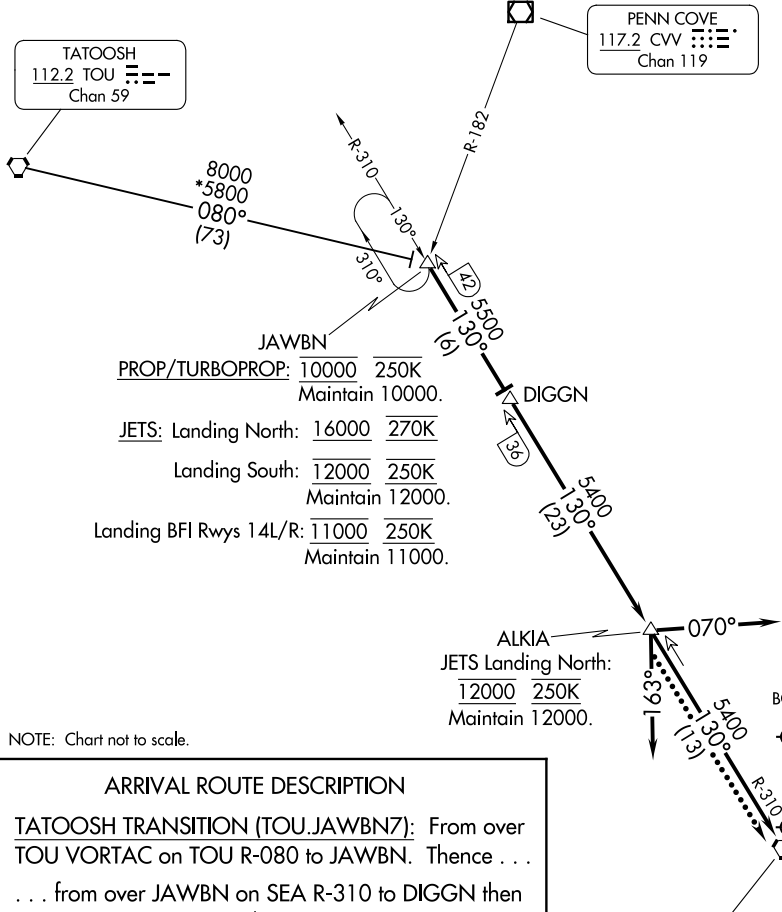 PENN COVE
117.2 CVV
Chan 119
TATOOSH
112.2 TOU
Chan 59
R-182
R-310
130°
310°
8000
*5800
080°
(73)
42
5500
130°
(6)
JAWBN
PROP/TURBOPROP: 10000 250K
Maintain 10000.
JETS: Landing North: 16000 270K
Landing South: 12000 250K
Maintain 12000.
Landing BFI Rwys 14L/R: 11000 250K
Maintain 11000.
DIGGN
36
5400
130°
(23)
ALKIA
JETS Landing North:
12000 250K
Maintain 12000.
070°
163°
5400
130°
(13)
R-310
NOTE: Chart not to scale.
ARRIVAL ROUTE DESCRIPTION
TATOOSH TRANSITION (TOU.JAWBN7): From over
TOU VORTAC on TOU R-080 to JAWBN. Thence . . .
. . . from over JAWBN on SEA R-310 to DIGGN then